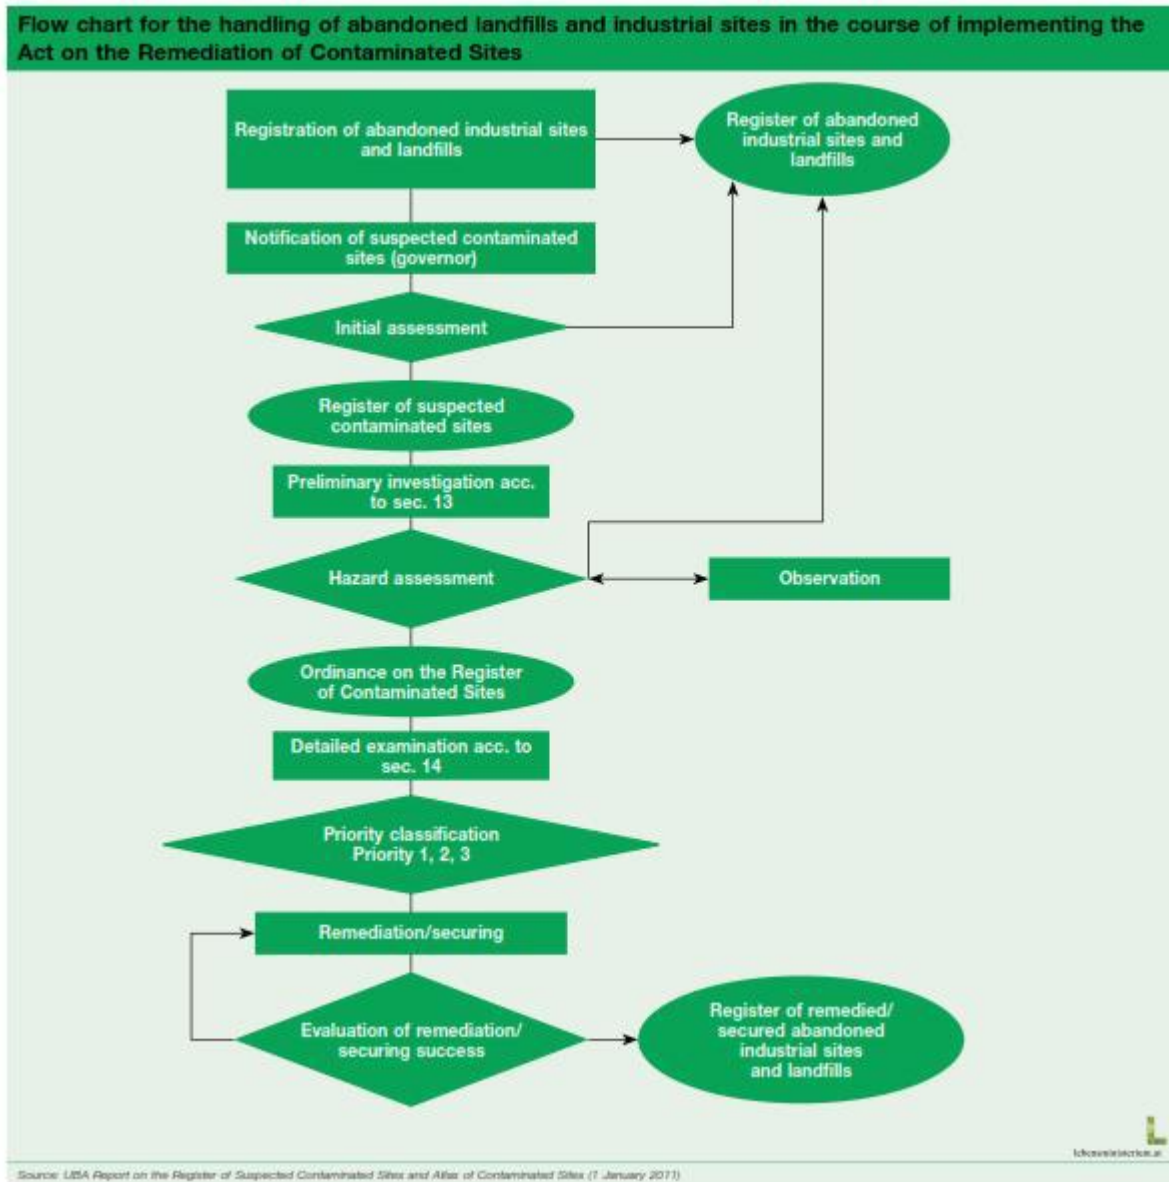 Flow chart for the handling of abandoned landfills and industrial sites in the course of implementing the
Act on the Remediation of Contaminated Sites
Registration of abandoned industrial sites
and landfills
Register of abandoned
industrial sites and
landfills
Notification of suspected contaminated
sites (governor)
Initial assessment
Register of suspected
contaminated sites
Preliminary investigation acc.
to sec. 13
Hazard assessment
Observation
Ordinance on the Register
of Contaminated Sites
Detailed examination acc. to
sec. 14
Priority classification
Priority 1, 2, 3
Remediation/securing
Evaluation of remediation/
securing success
Register of remedied/
secured abandoned
industrial sites
and landfills
lebensministerium.at
Source: UBA Report on the Register of Suspected Contaminated Sites and Atlas of Contaminated Sites (1 January 2011)